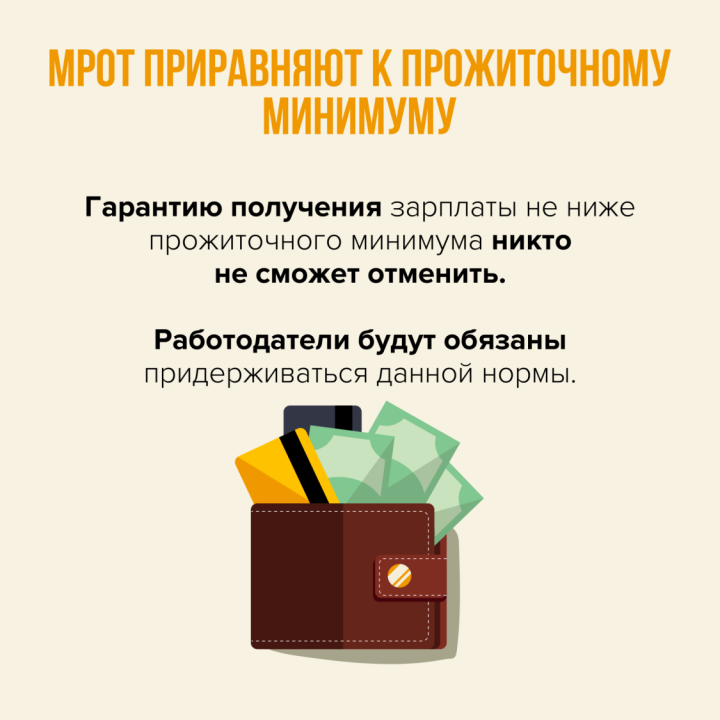 МРОТ ПРИРАВНЯЮТ К ПРОЖИТОЧНОМУ
МИНИМУМУ
Гарантию получения зарплаты не ниже
прожиточного минимума никто
не сможет отменить.
Работодатели будут обязаны
придерживаться данной нормы.